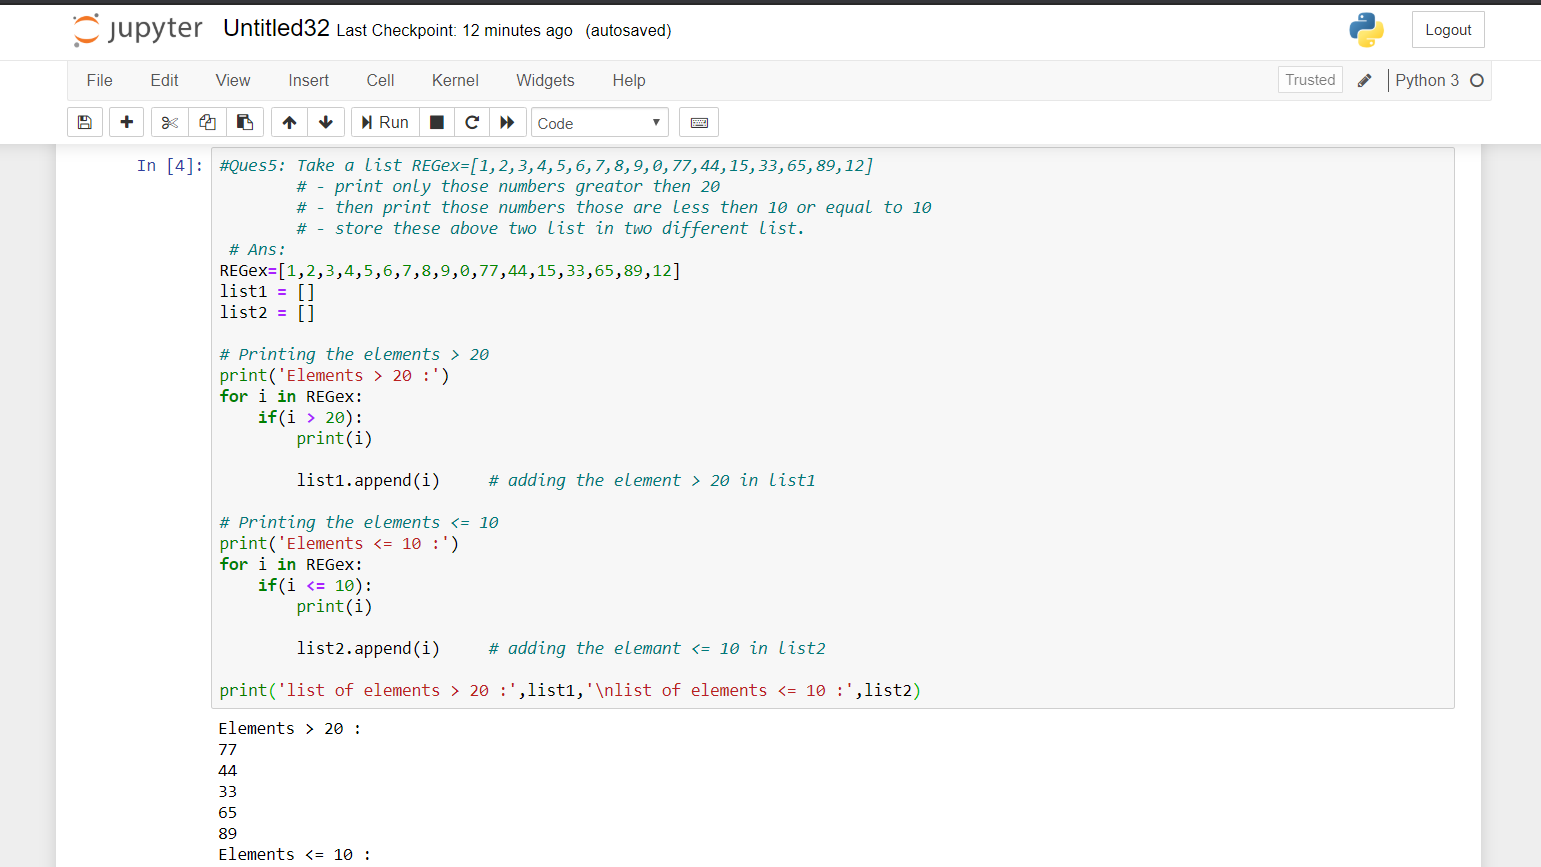 jupyter Untitled32 Last Checkpoint: 12 minutes ago (autosaved) Logout
File Edit View Insert Cell Kernel Widgets Help Trusted Python 3
Run Code
In [4]: #Ques5: Take a list REGex=[1,2,3,4,5,6,7,8,9,0,77,44,15,33,65,89,12]
# - print only those numbers greator then 20
# - then print those numbers those are less then 10 or equal to 10
# - store these above two list in two different list.
# Ans:
REGex=[1,2,3,4,5,6,7,8,9,0,77,44,15,33,65,89,12]
list1 = []
list2 = []
# Printing the elements > 20
print('Elements > 20 :')
for i in REGex:
if(i > 20):
print(i)
list1.append(i) # adding the element > 20 in list1
# Printing the elements <= 10
print('Elements <= 10 :')
for i in REGex:
if(i <= 10):
print(i)
list2.append(i) # adding the elemant <= 10 in list2
print('list of elements > 20 :',list1,'\nlist of elements <= 10 :',list2)
Elements > 20 :
77
44
33
65
89
Elements <= 10 :